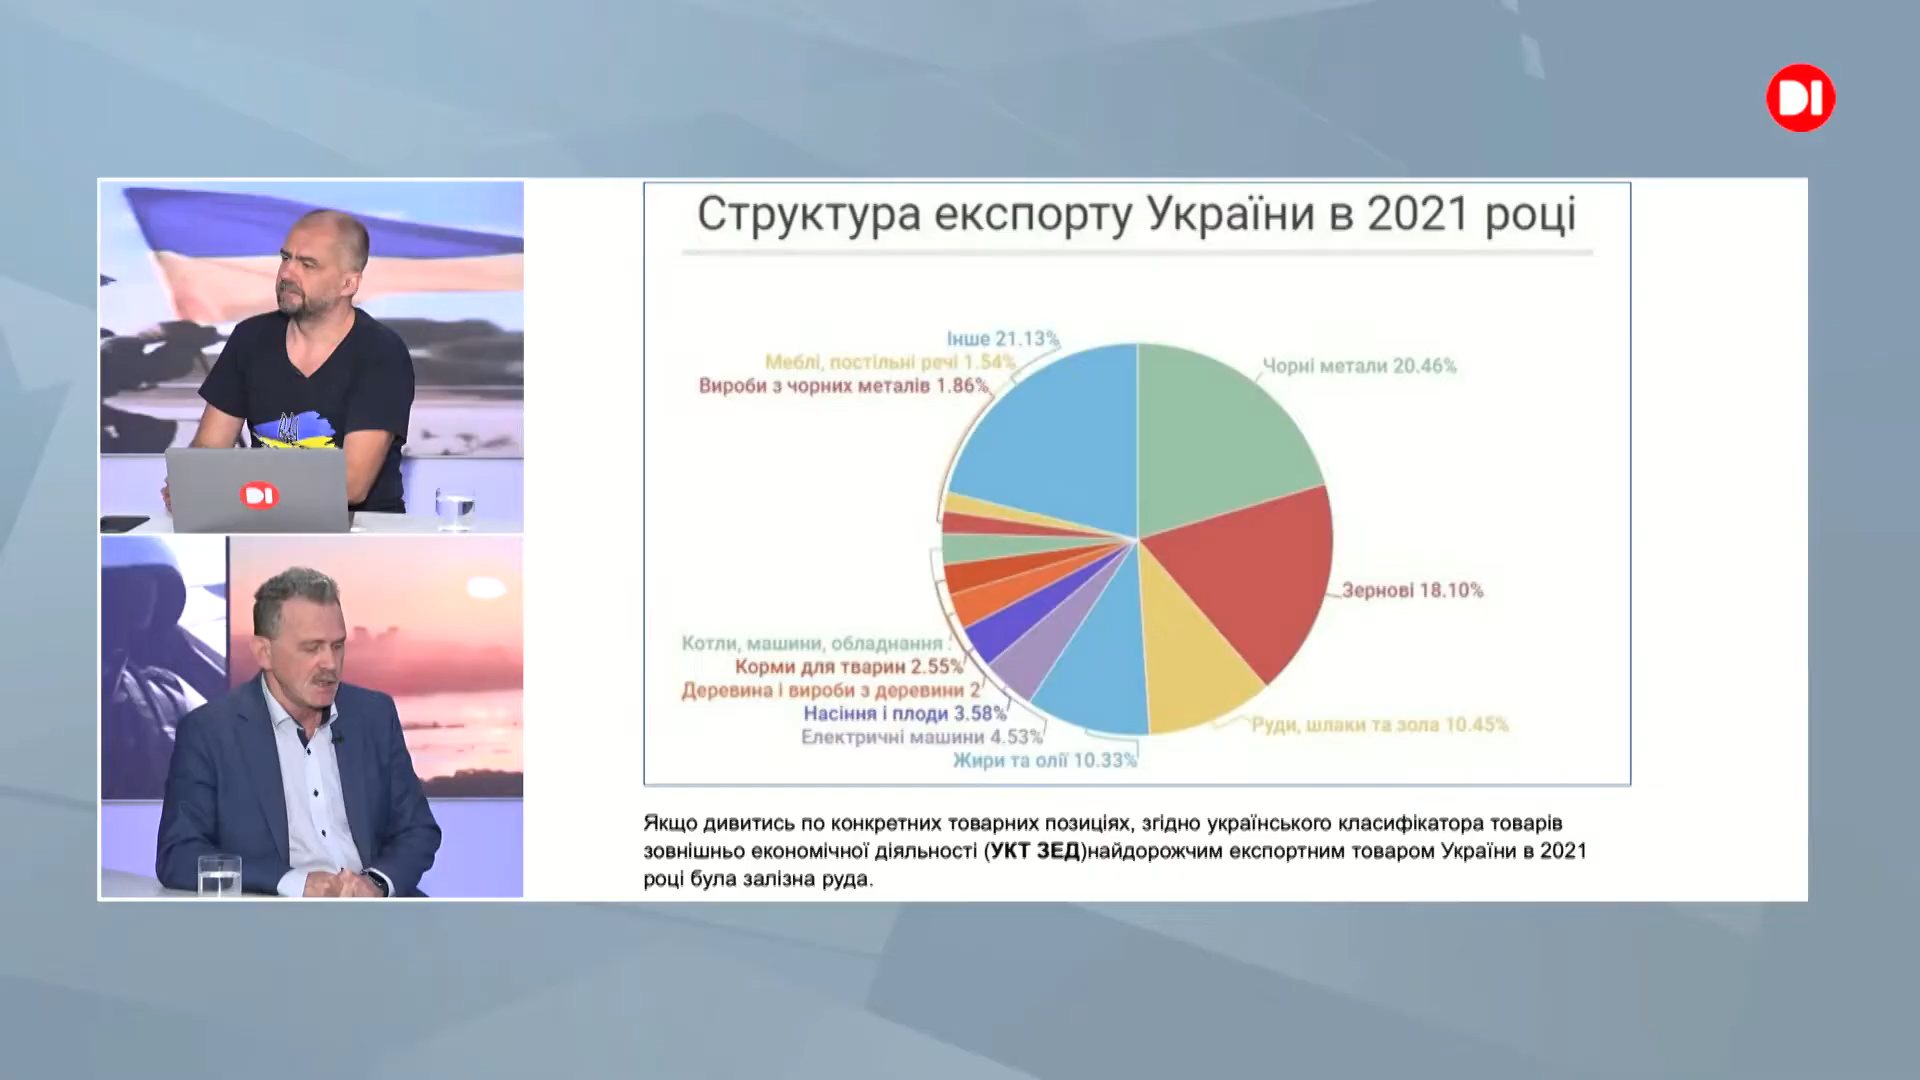 DI
DI
Структура експорту України в 2021 році
Інше 21.13%
Меблі, постільні речі 1.54%
Вироби з чорних металів 1.86%
Чорні метали 20.46%
Зернові 18.10%
Котли, машини, обладнання :
Корми для тварин 2.55%
Деревина і вироби з деревини 2
Насіння і плоди 3.58%
Електричні машини 4.53%
Жири та олії 10.33%
Руди, шлаки та зола 10.45%
Якщо дивитись по конкретних товарних позиціях, згідно українського класифікатора товарів
зовнішньо економічної діяльності (УКТ ЗЕД)найдорожчим експортним товаром України в 2021
році була залізна руда.